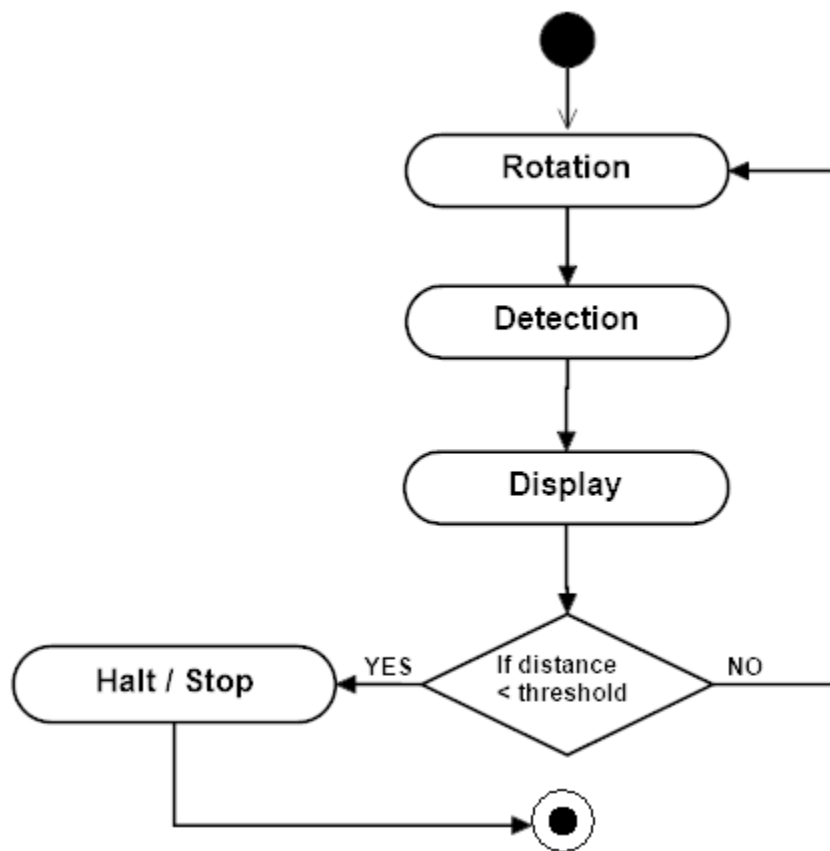 Rotation
Detection
Display
If distance
< threshold
YES
NO
Halt / Stop